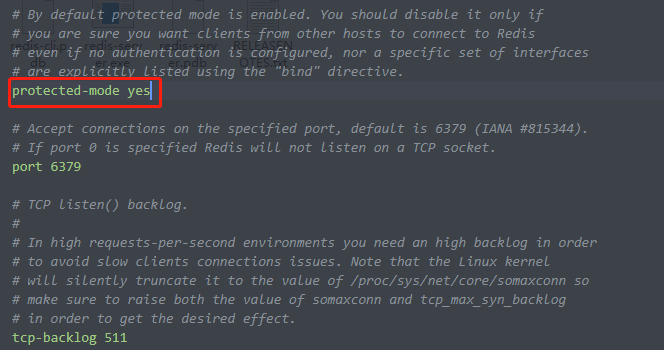 # By default protected mode is enabled. You should disable it only if
# you are sure you want clients from other hosts to connect to Redis
# even if no authentication is configured, nor a specific set of interfaces
# are explicitly listed using the "bind" directive.
protected-mode yes
# Accept connections on the specified port, default is 6379 (IANA #815344).
# If port 0 is specified Redis will not listen on a TCP socket.
port 6379
# TCP listen() backlog.
#
# In high requests-per-second environments you need an high backlog in order
# to avoid slow clients connections issues. Note that the Linux kernel
# will silently truncate it to the value of /proc/sys/net/core/somaxconn so
# make sure to raise both the value of somaxconn and tcp_max_syn_backlog
# in order to get the desired effect.
tcp-backlog 511